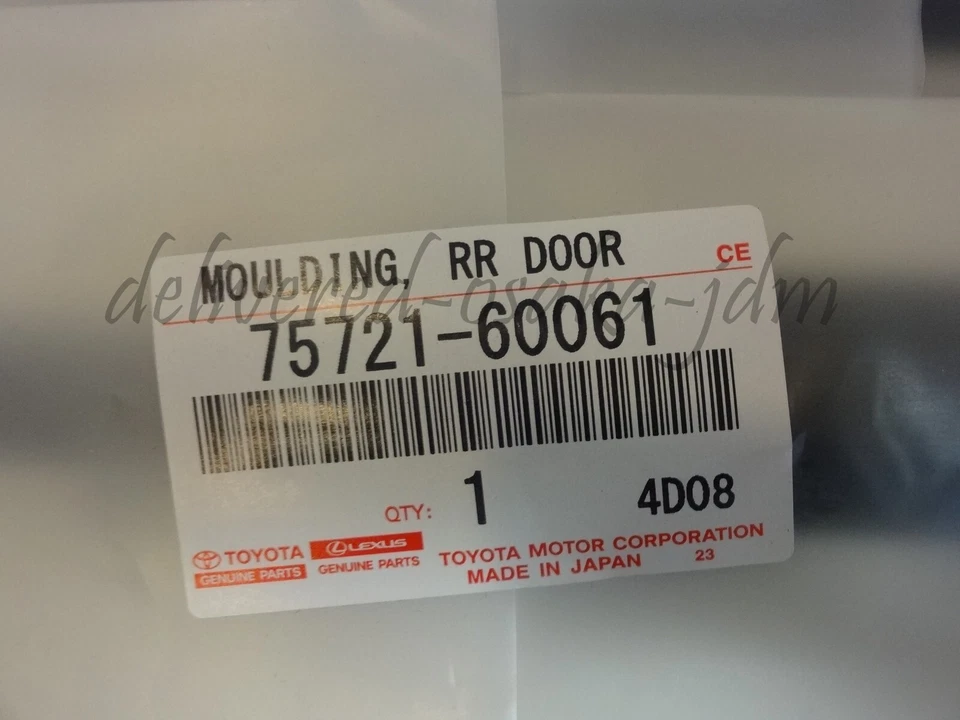 MOULDING, RR DOOR
CE
delivered-osaka-jdm
75721-60061
QTY: 1
4D08
TOYOTA
GENUINE PARTS
LEXUS
GENUINE PARTS
TOYOTA MOTOR CORPORATION
MADE IN JAPAN 23